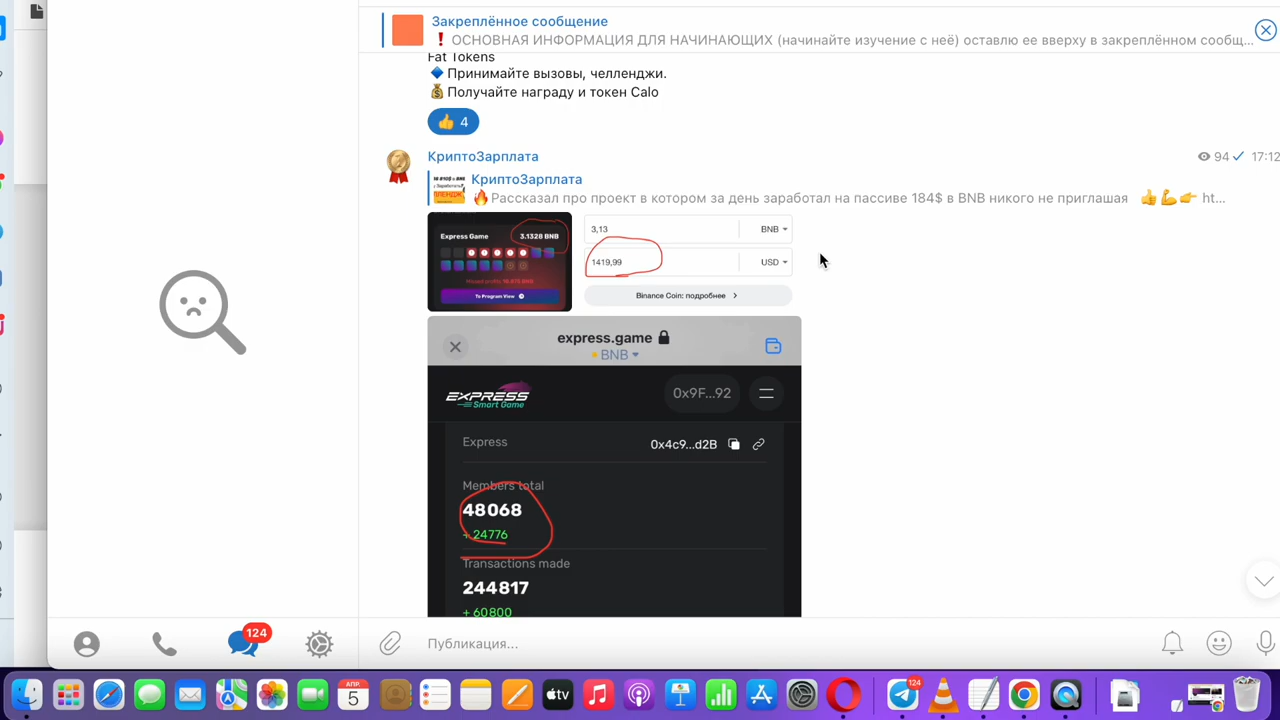 Закреплённое сообщение
❗ ОСНОВНАЯ ИНФОРМАЦИЯ ДЛЯ НАЧИНАЮЩИХ (начинайте изучение с неё) оставлю ее вверху в закреплённом сообщ...
Fat Tokens
🔷 Принимайте вызовы, челленджи.
💰 Получайте награду и токен Calo
👍 4
КриптоЗарплата
94 17:12
КриптоЗарплата
🔥Рассказал про проект в котором за день заработал на пассиве 184$ в BNB никого не приглашая 👍💪👉 ht...
Express Game 3.1328 BNB
To Program View
3,13 BNB
1419,99 USD
Binance Coin: подробнее
express.game
BNB
EXPRESS
Smart Game
0x9F...92
Express 0x4c9...d2B
Members total
48068
+ 24776
Transactions made
244817
+ 60800
124
Публикация...
АПР.
5
tv
124